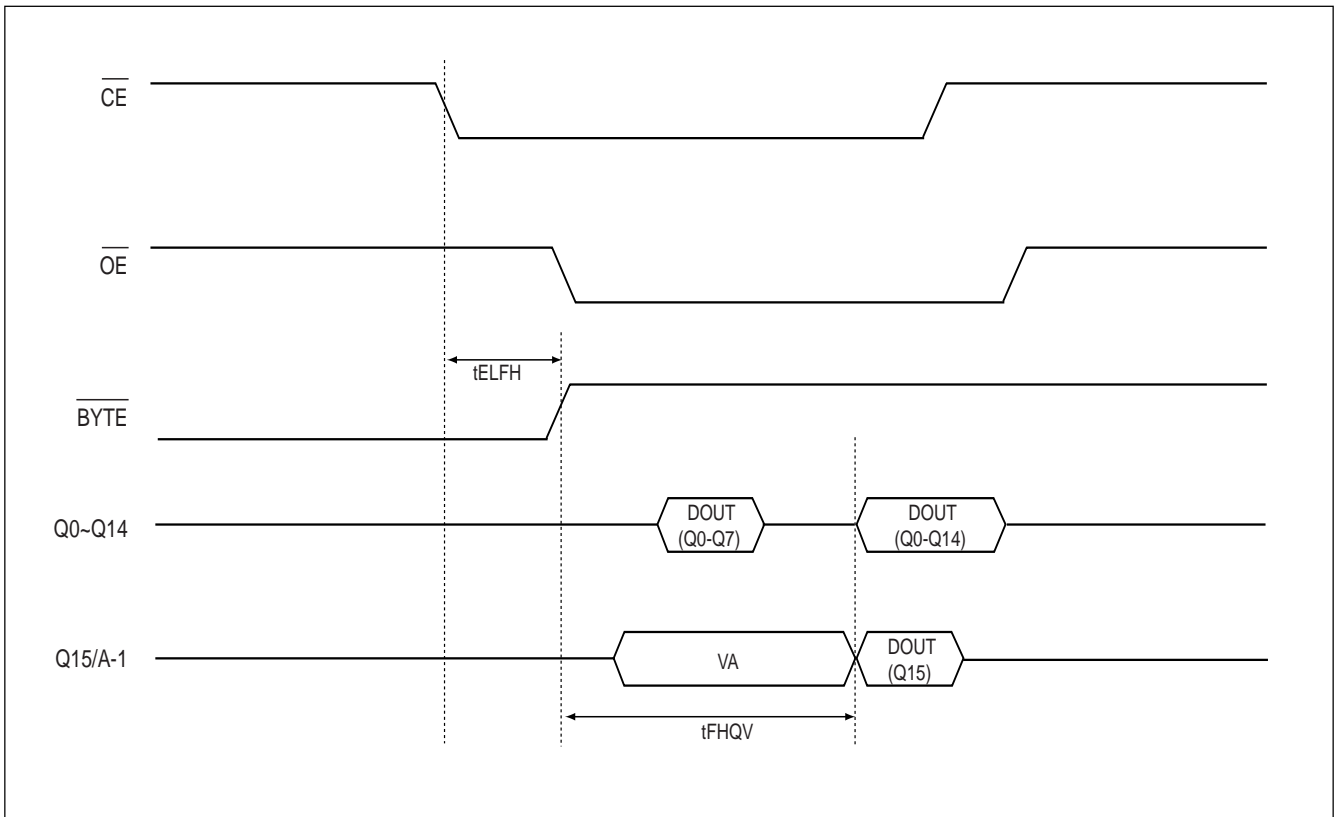 CE
OE
tELFH
BYTE
Q0~Q14
DOUT
(Q0-Q7)
DOUT
(Q0-Q14)
Q15/A-1
VA
DOUT
(Q15)
tFHQV